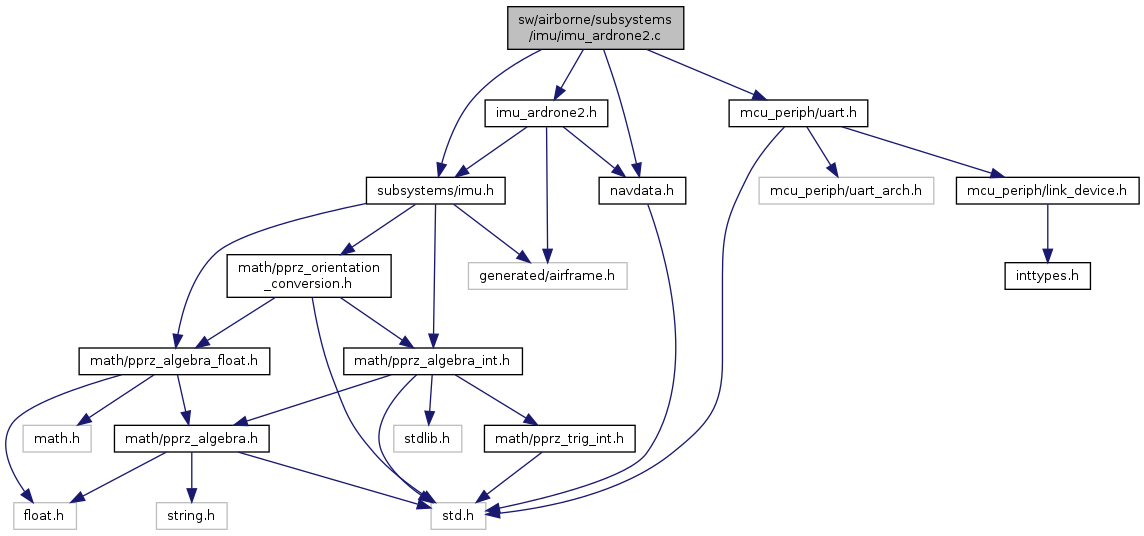 sw/airborne/subsystems
/imu/imu_ardrone2.c
imu_ardrone2.h
mcu_periph/uart.h
subsystems/imu.h
navdata.h
mcu_periph/uart_arch.h
mcu_periph/link_device.h
math/pprz_orientation
_conversion.h
generated/airframe.h
inttypes.h
math/pprz_algebra_float.h
math/pprz_algebra_int.h
math.h
math/pprz_algebra.h
stdlib.h
math/pprz_trig_int.h
float.h
string.h
std.h